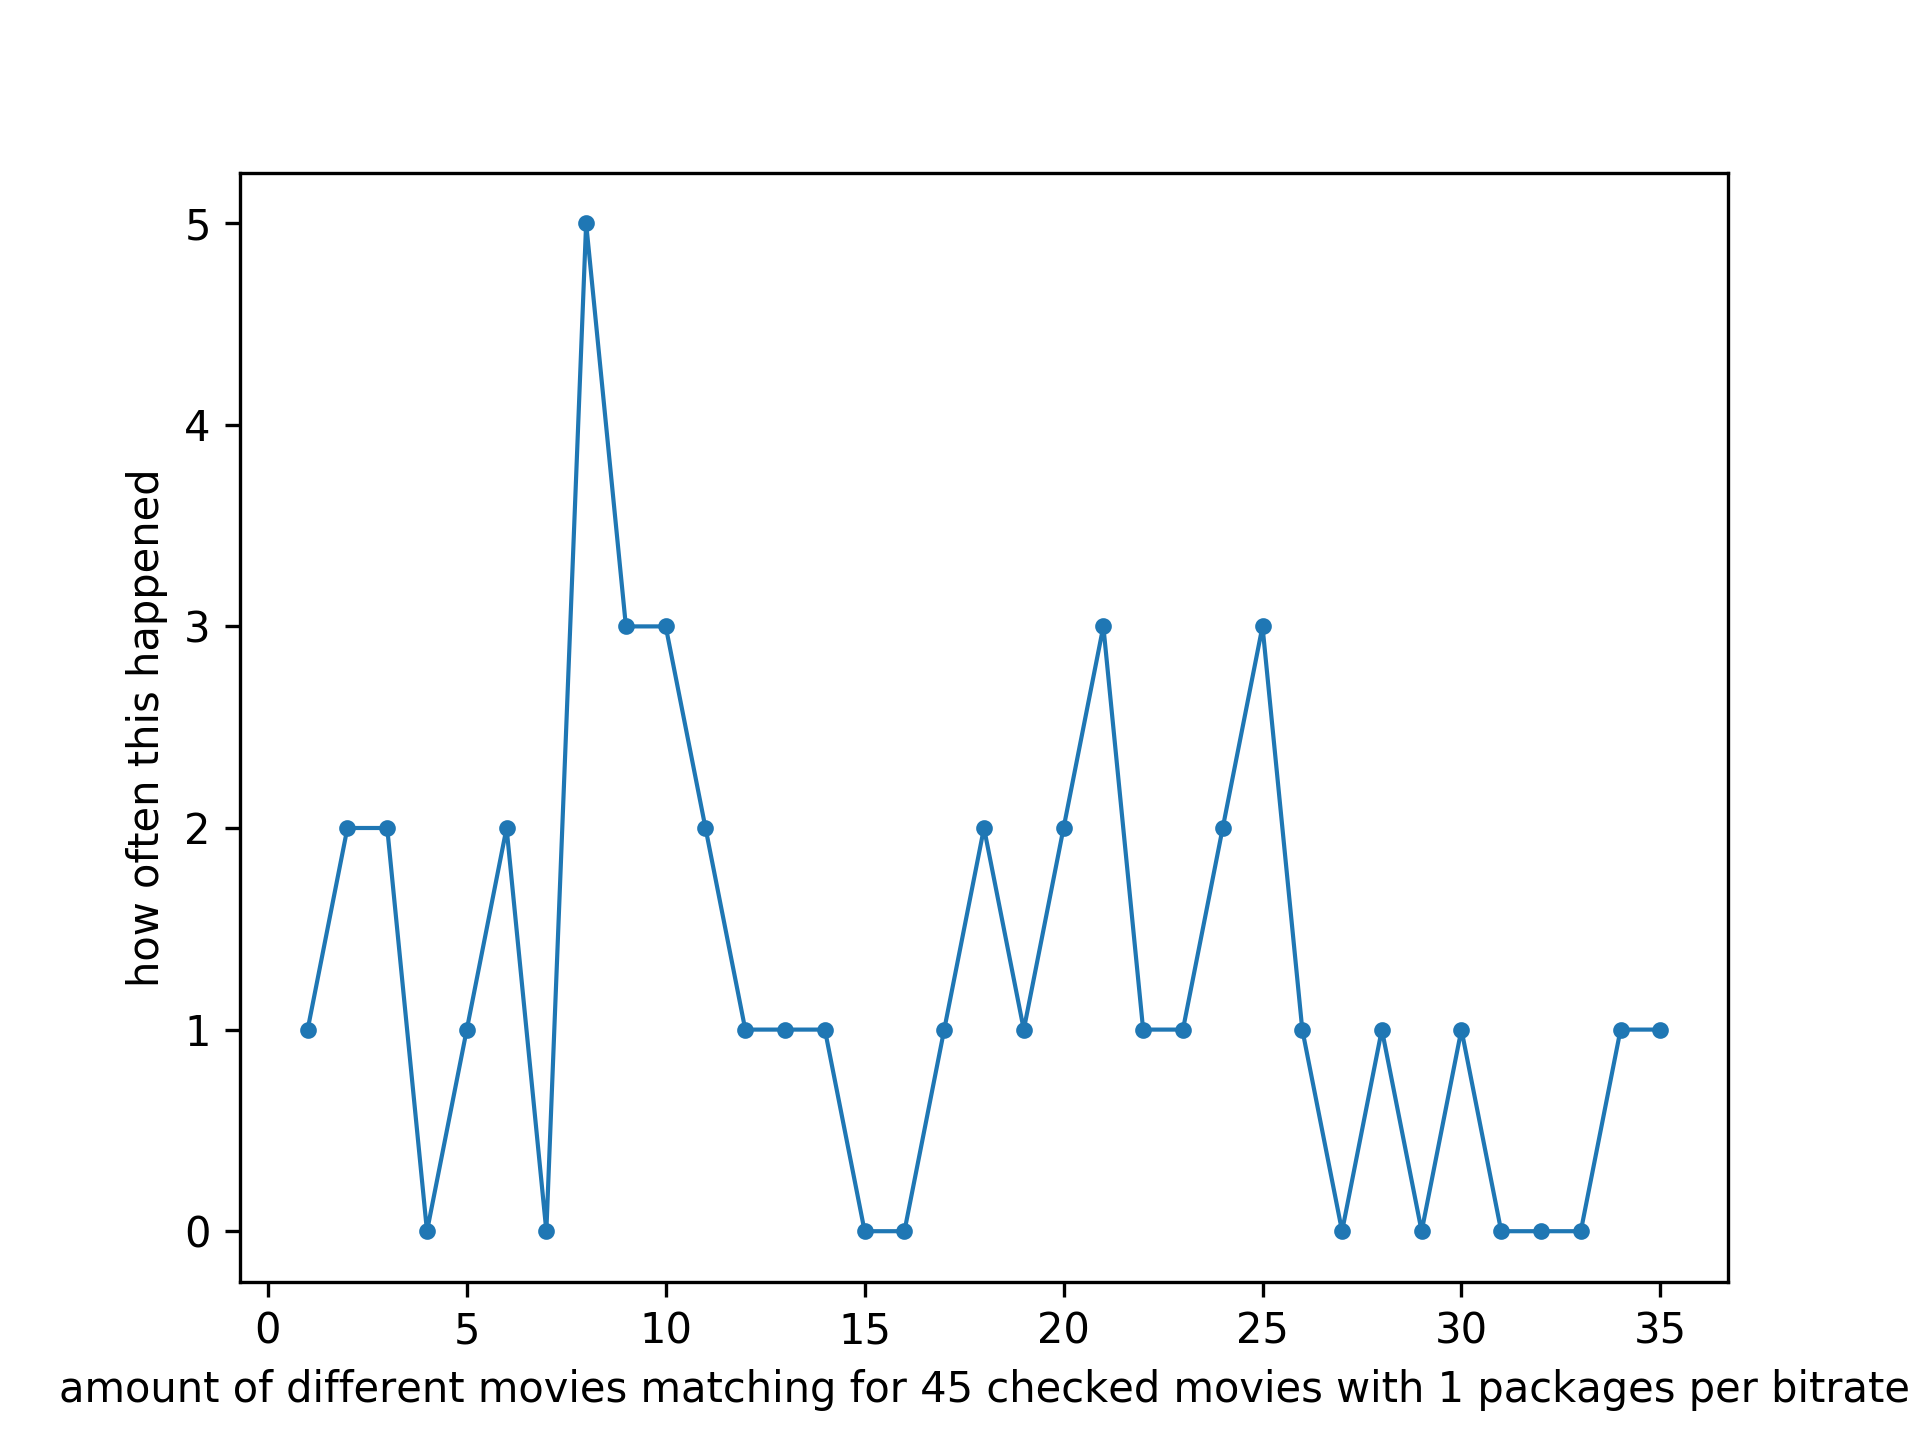 5
4
3
2
1
0
how often this happened
0 5 10 15 20 25 30 35
amount of different movies matching for 45 checked movies with 1 packages per bitrate